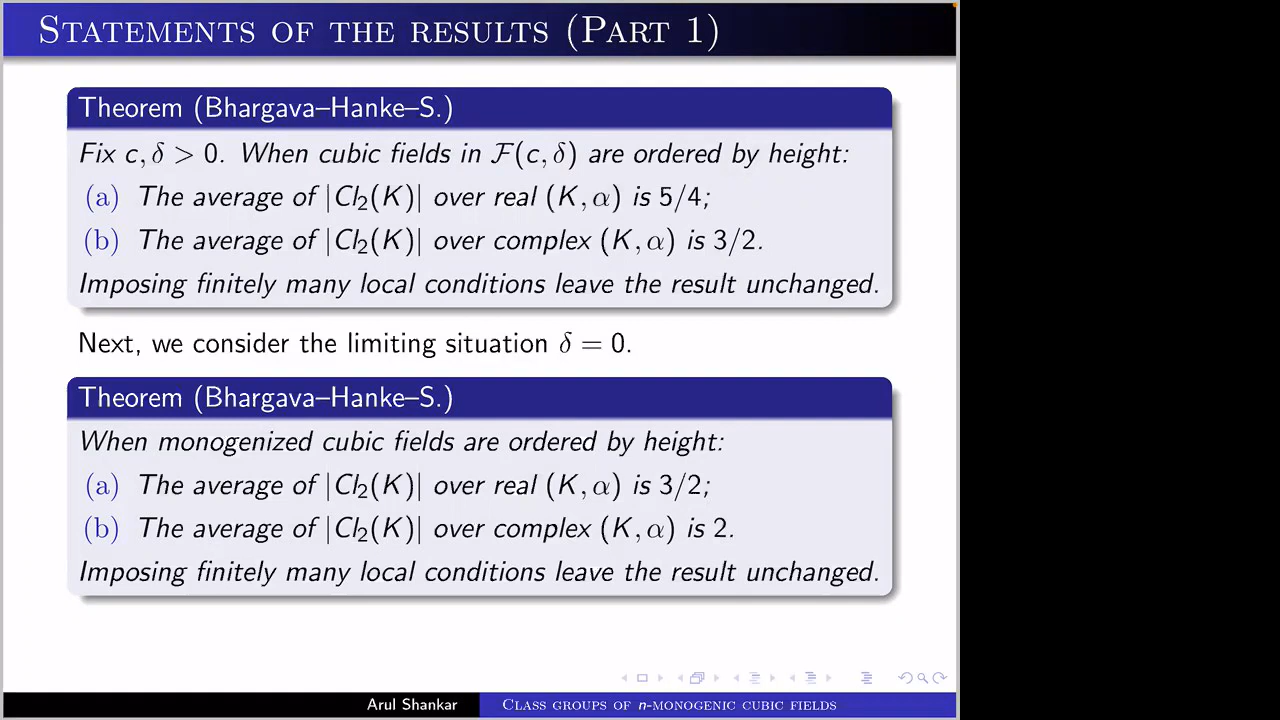 STATEMENTS OF THE RESULTS (PART 1)
Theorem (Bhargava–Hanke–S.)
Fix c, δ > 0. When cubic fields in ℱ(c, δ) are ordered by height:
(a) The average of |Cl₂(K)| over real (K, α) is 5/4;
(b) The average of |Cl₂(K)| over complex (K, α) is 3/2.
Imposing finitely many local conditions leave the result unchanged.
Next, we consider the limiting situation δ = 0.
Theorem (Bhargava–Hanke–S.)
When monogenized cubic fields are ordered by height:
(a) The average of |Cl₂(K)| over real (K, α) is 3/2;
(b) The average of |Cl₂(K)| over complex (K, α) is 2.
Imposing finitely many local conditions leave the result unchanged.
Arul Shankar
CLASS GROUPS OF n-MONOGENIC CUBIC FIELDS